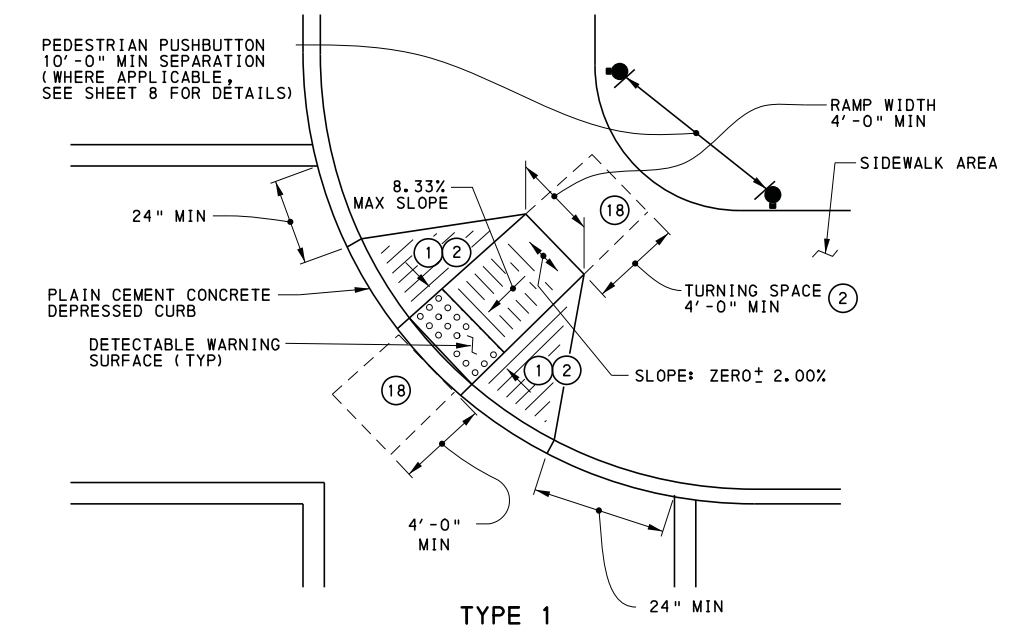 PEDESTRIAN PUSHBUTTON
10'-0" MIN SEPARATION
(WHERE APPLICABLE,
SEE SHEET 8 FOR DETAILS)
RAMP WIDTH
4'-0" MIN
SIDEWALK AREA
8.33%
MAX SLOPE
18
24" MIN
1 2
TURNING SPACE 2
4'-0" MIN
PLAIN CEMENT CONCRETE
DEPRESSED CURB
DETECTABLE WARNING
SURFACE (TYP)
1 2
SLOPE: ZERO± 2.00%
18
4'-0"
MIN
24" MIN
TYPE 1